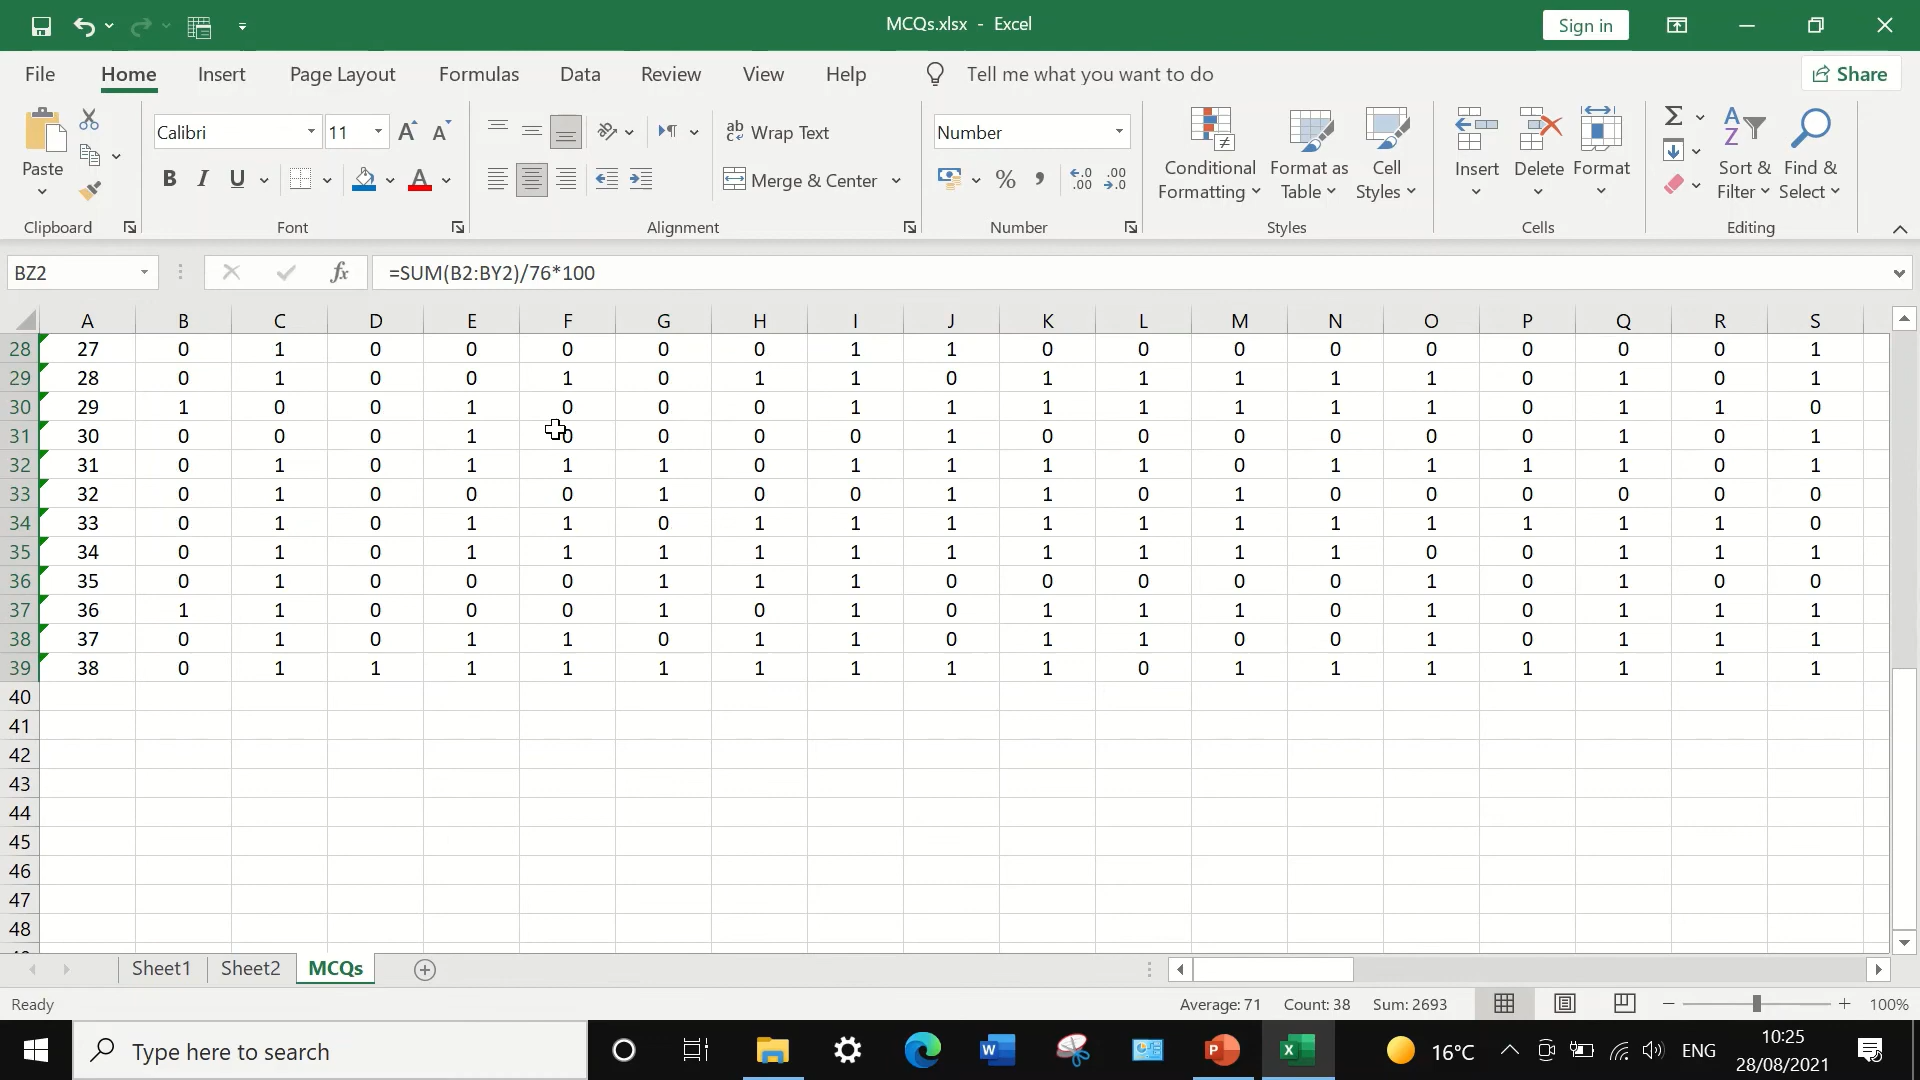 MCQs.xlsx - Excel
Sign in
File Home Insert Page Layout Formulas Data Review View Help Tell me what you want to do Share
Calibri 11 Wrap Text Number
Paste Conditional Format as Cell Insert Delete Format Sort & Find &
B I U Merge & Center Formatting Table Styles Filter Select
Clipboard Font Alignment Number Styles Cells Editing
BZ2 fx =SUM(B2:BY2)/76*100
A B C D E F G H I J K L M N O P Q R S
28 27 0 1 0 0 0 0 0 1 1 0 0 0 0 0 0 0 0 1
29 28 0 1 0 0 1 0 1 1 0 1 1 1 1 1 0 1 0 1
30 29 1 0 0 1 0 0 0 1 1 1 1 1 1 1 0 1 1 0
31 30 0 0 0 1 0 0 0 0 1 0 0 0 0 0 0 1 0 1
32 31 0 1 0 1 1 1 0 1 1 1 1 0 1 1 1 1 0 1
33 32 0 1 0 0 0 1 0 0 1 1 0 1 0 0 0 0 0 0
34 33 0 1 0 1 1 0 1 1 1 1 1 1 1 1 1 1 1 0
35 34 0 1 0 1 1 1 1 1 1 1 1 1 1 0 0 1 1 1
36 35 0 1 0 0 0 1 1 1 0 0 0 0 0 1 0 1 0 0
37 36 1 1 0 0 0 1 0 1 0 1 1 1 0 1 0 1 1 1
38 37 0 1 0 1 1 0 1 1 0 1 1 0 0 1 0 1 1 1
39 38 0 1 1 1 1 1 1 1 1 1 0 1 1 1 1 1 1 1
40
41
42
43
44
45
46
47
48
Sheet1 Sheet2 MCQs
Ready Average: 71 Count: 38 Sum: 2693 100%
Type here to search 16°C ENG 10:25
28/08/2021